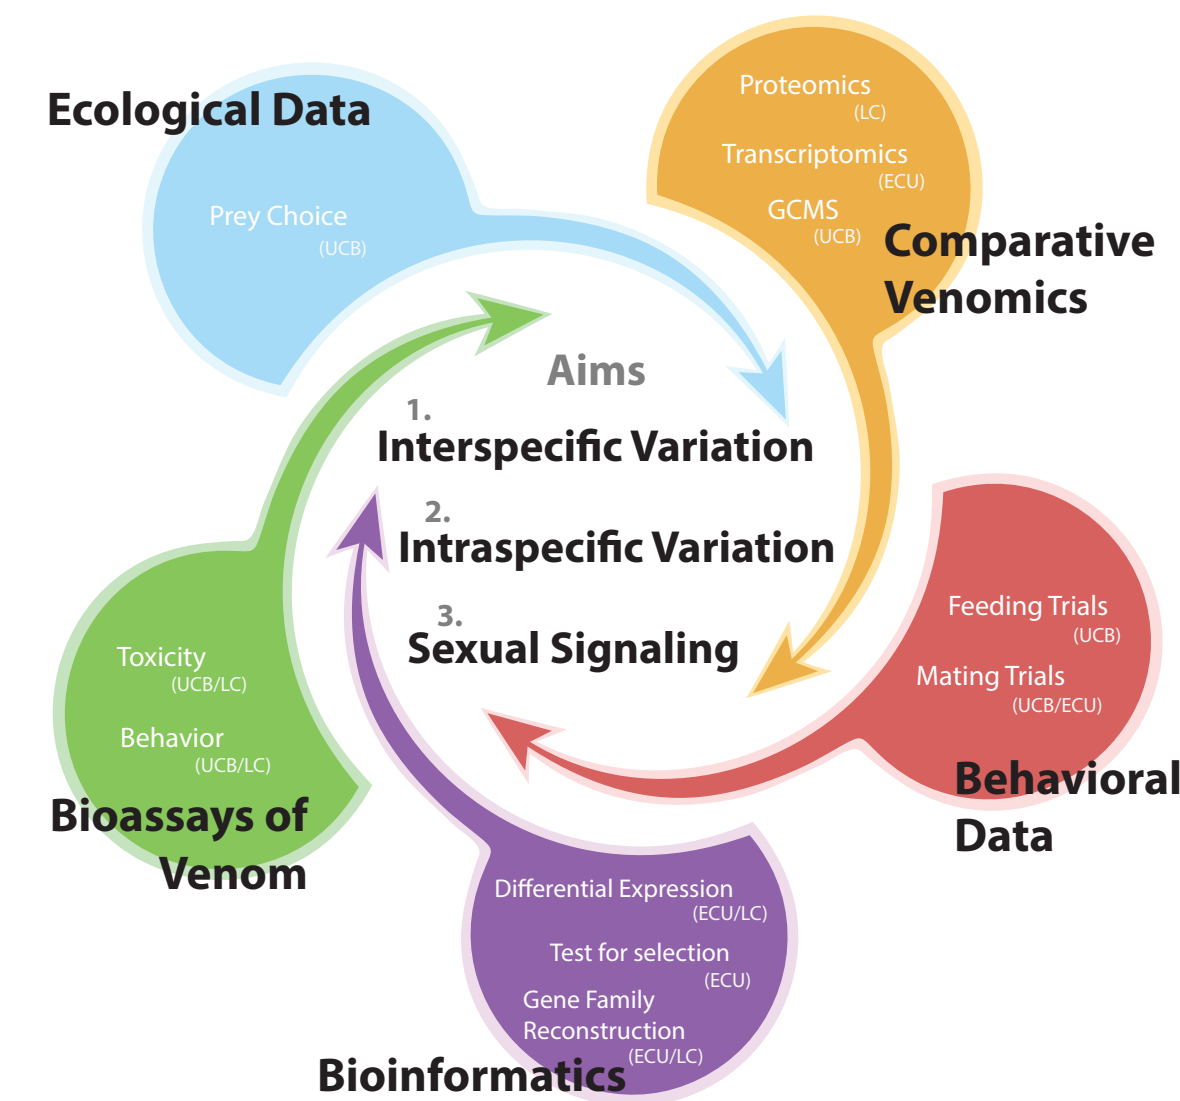 Ecological Data
Prey Choice
(UCB)
Proteomics
(LC)
Transcriptomics
(ECU)
GCMS
(UCB)
Comparative
Venomics
Aims
1.
Interspecific Variation
2.
Intraspecific Variation
3.
Sexual Signaling
Feeding Trials
(UCB)
Mating Trials
(UCB/ECU)
Behavioral
Data
Toxicity
(UCB/LC)
Behavior
(UCB/LC)
Bioassays of
Venom
Differential Expression
(ECU/LC)
Test for selection
(ECU)
Gene Family
Reconstruction
(ECU/LC)
Bioinformatics